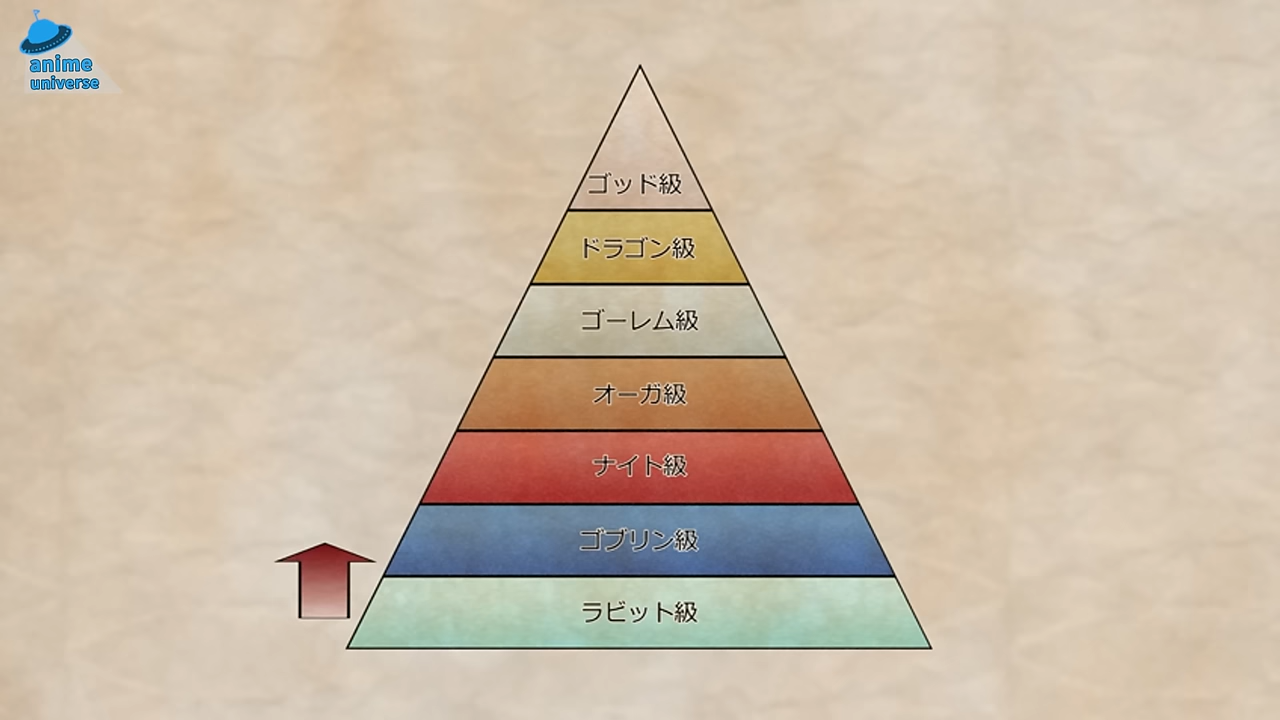 anime
universe
ゴッド級
ドラゴン級
ゴーレム級
オーガ級
ナイト級
ゴブリン級
ラビット級